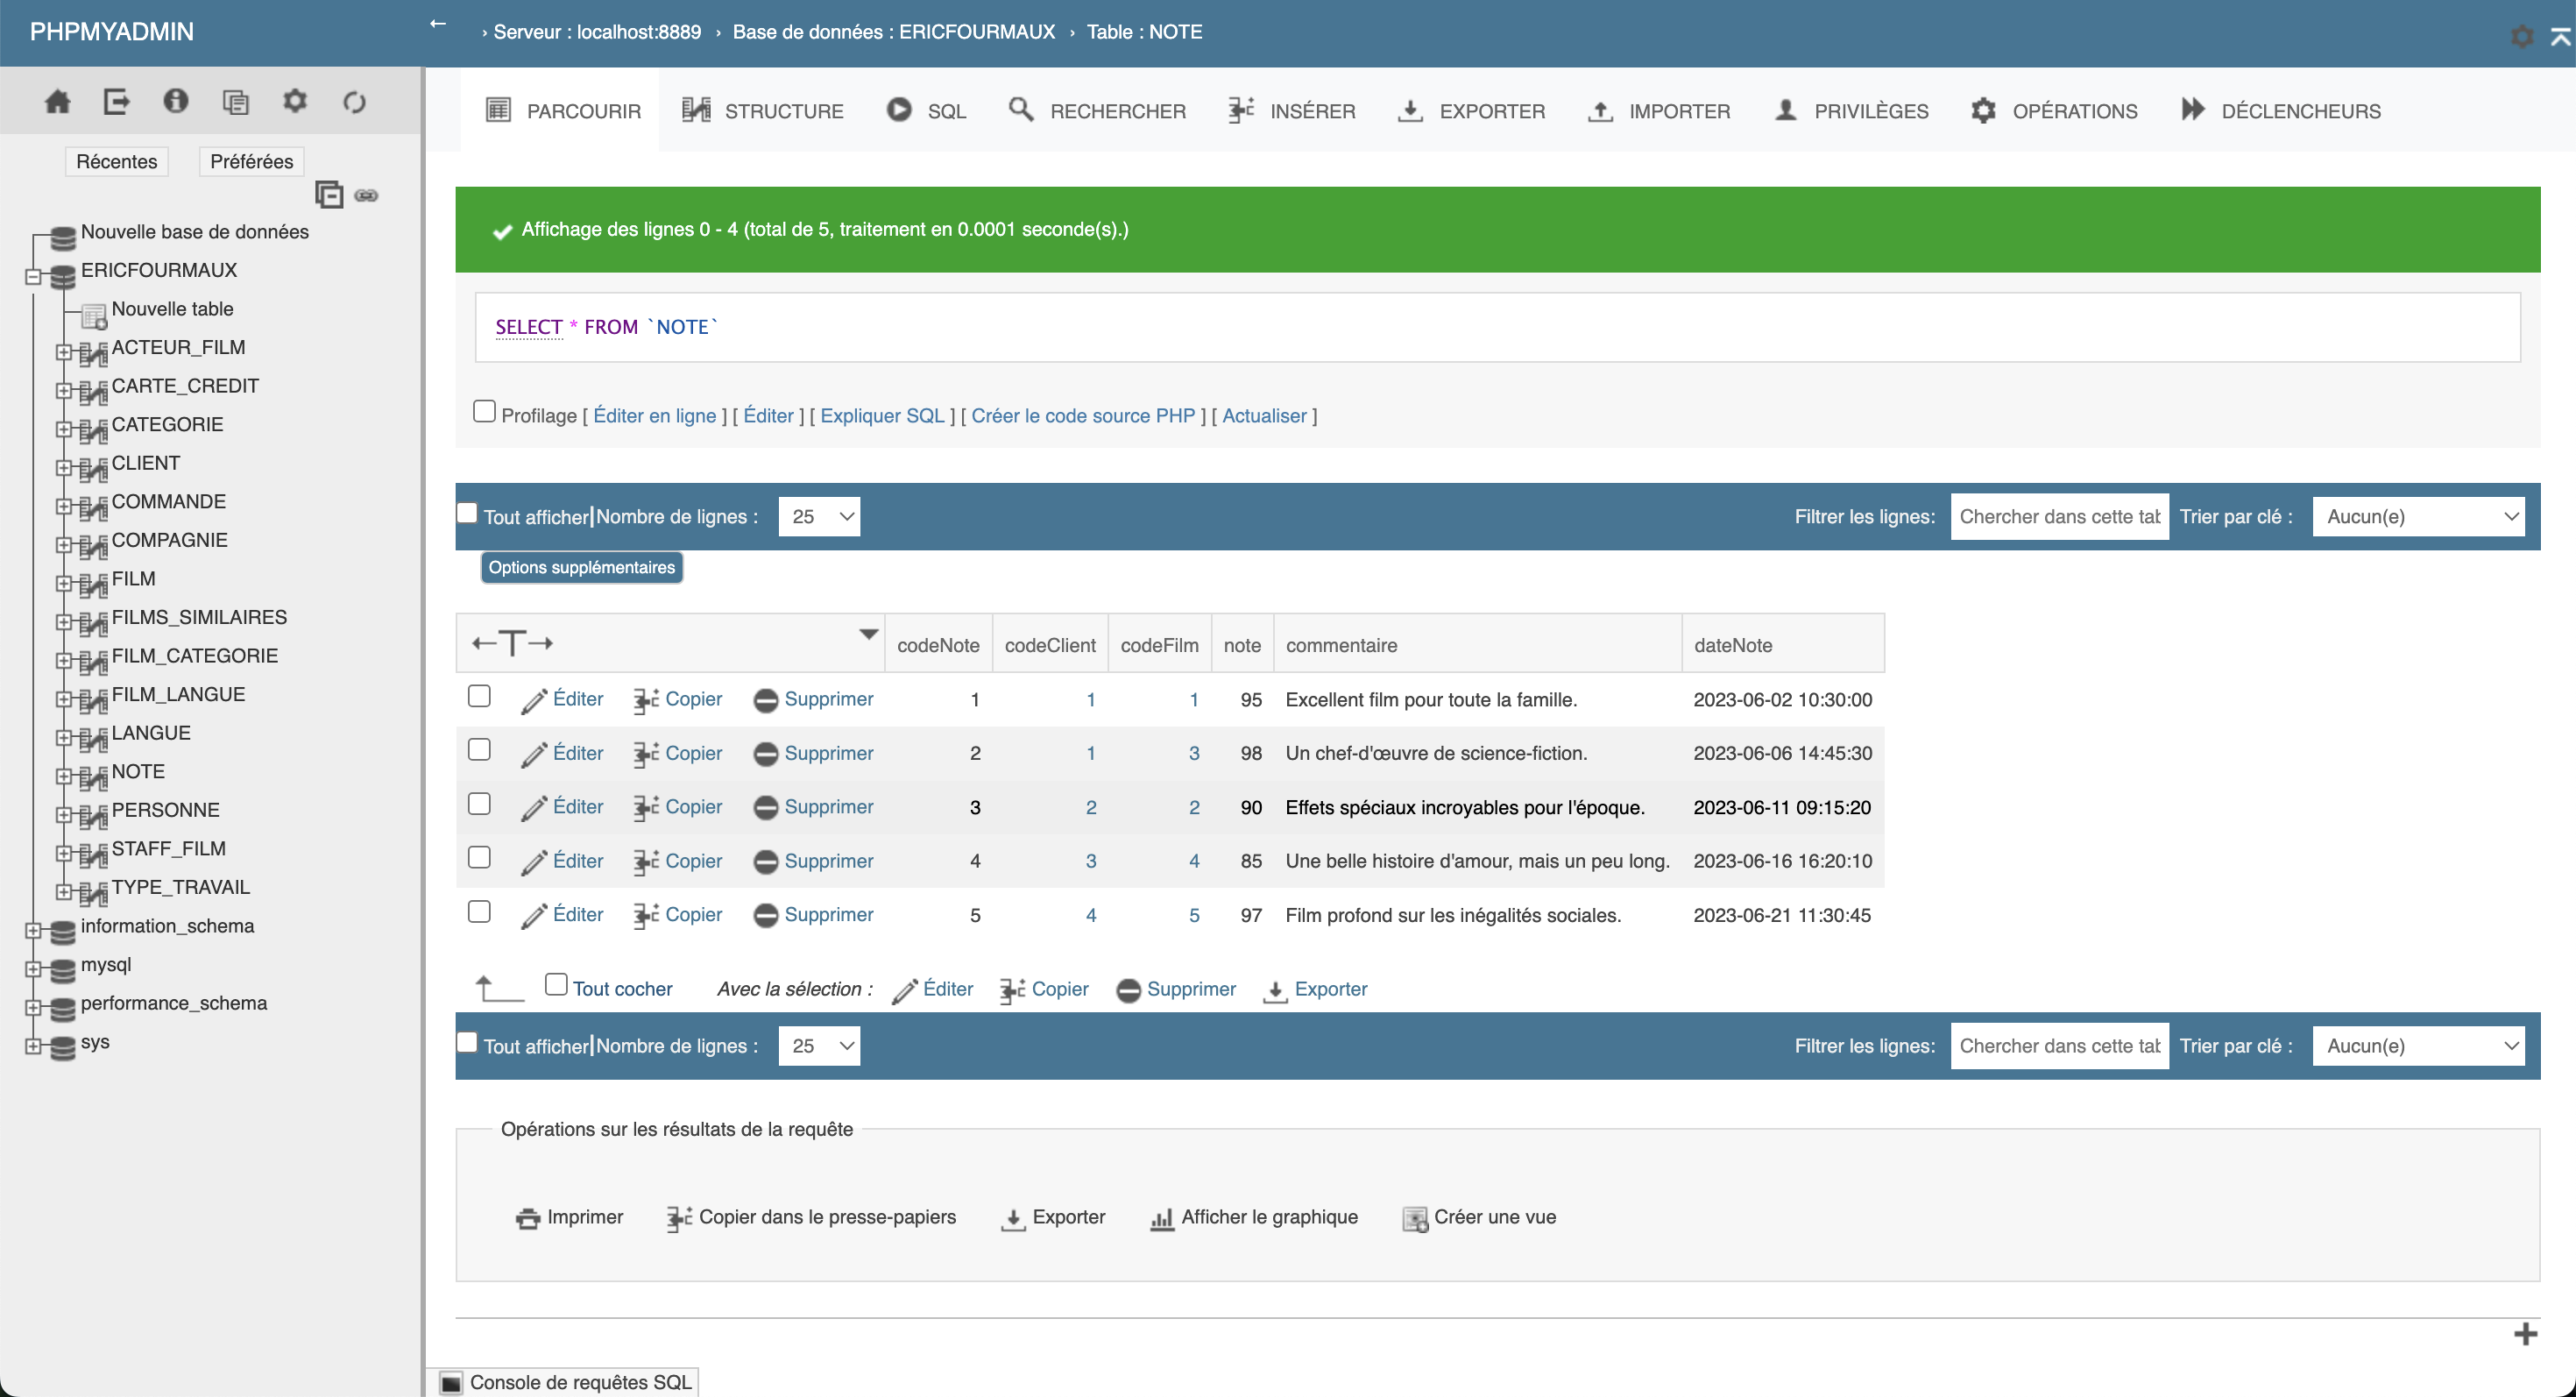 PHPMYADMIN
← › Serveur : localhost:8889 › Base de données : ERICFOURMAUX › Table : NOTE
Récentes Préférées
Nouvelle base de données
ERICFOURMAUX
Nouvelle table
ACTEUR_FILM
CARTE_CREDIT
CATEGORIE
CLIENT
COMMANDE
COMPAGNIE
FILM
FILMS_SIMILAIRES
FILM_CATEGORIE
FILM_LANGUE
LANGUE
NOTE
PERSONNE
STAFF_FILM
TYPE_TRAVAIL
information_schema
mysql
performance_schema
sys
PARCOURIR STRUCTURE SQL RECHERCHER INSÉRER EXPORTER IMPORTER PRIVILÈGES OPÉRATIONS DÉCLENCHEURS
Affichage des lignes 0 - 4 (total de 5, traitement en 0.0001 seconde(s).)
SELECT * FROM `NOTE`
Profilage [ Éditer en ligne ] [ Éditer ] [ Expliquer SQL ] [ Créer le code source PHP ] [ Actualiser ]
Tout afficher | Nombre de lignes : 25 Filtrer les lignes: Chercher dans cette tab Trier par clé : Aucun(e)
Options supplémentaires
←T→ codeNote codeClient codeFilm note commentaire dateNote
Éditer Copier Supprimer 1 1 1 95 Excellent film pour toute la famille. 2023-06-02 10:30:00
Éditer Copier Supprimer 2 1 3 98 Un chef-d'œuvre de science-fiction. 2023-06-06 14:45:30
Éditer Copier Supprimer 3 2 2 90 Effets spéciaux incroyables pour l'époque. 2023-06-11 09:15:20
Éditer Copier Supprimer 4 3 4 85 Une belle histoire d'amour, mais un peu long. 2023-06-16 16:20:10
Éditer Copier Supprimer 5 4 5 97 Film profond sur les inégalités sociales. 2023-06-21 11:30:45
Tout cocher Avec la sélection : Éditer Copier Supprimer Exporter
Tout afficher | Nombre de lignes : 25 Filtrer les lignes: Chercher dans cette tab Trier par clé : Aucun(e)
Opérations sur les résultats de la requête
Imprimer Copier dans le presse-papiers Exporter Afficher le graphique Créer une vue
Console de requêtes SQL